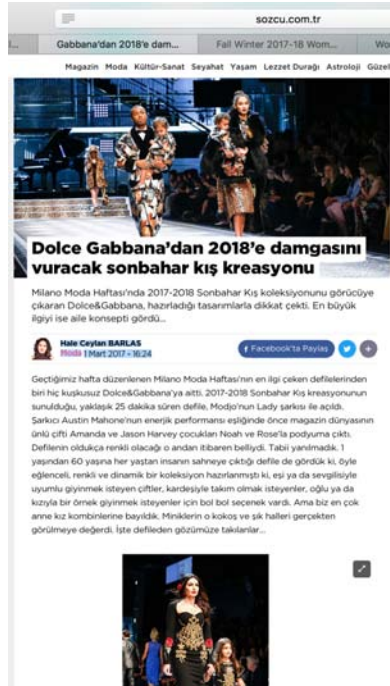 sozcu.com.tr
Gabbana'dan 2018'e dam...
Fall Winter 2017-18 Wom...
Wo
Magazin Moda Kültür-Sanat Seyahat Yaşam Lezzet Durağı Astroloji Güzel
Dolce Gabbana'dan 2018'e damgasını
vuracak sonbahar kış kreasyonu
Milano Moda Haftası'nda 2017-2018 Sonbahar Kış koleksiyonunu görücüye
çıkaran Dolce&Gabbana, hazırladığı tasarımlarla dikkat çekti. En büyük
ilgiyi ise aile konsepti gördü...
Hale Ceylan BARLAS
Moda 1 Mart 2017 - 16:24
Facebook'ta Paylaş
Geçtiğimiz hafta düzenlenen Milano Moda Haftası'nın en ilgi çeken defilelerinden
biri hiç kuşkusuz Dolce&Gabbana'ya aitti. 2017-2018 Sonbahar Kış kreasyonunun
sunulduğu, yaklaşık 25 dakika süren defile, Modjo'nun Lady şarkısı ile açıldı.
Şarkıcı Austin Mahone'nun enerjik performansı eşliğinde önce magazin dünyasının
ünlü çifti Amanda ve Jason Harvey çocukları Noah ve Rose'la podyuma çıktı.
Defilenin oldukça renkli olacağı o andan itibaren belliydi. Tabii yanılmadık. 1
yaşından 60 yaşına her yaştan insanın sahneye çıktığı defile de gördük ki, öyle
eğlenceli, renkli ve dinamik bir koleksiyon hazırlanmıştı ki, eşi ya da sevgilisiyle
uyumlu giyinmek isteyen çiftler, kardeşiyle takım olmak isteyenler, oğlu ya da
kızıyla bir örnek giyinmek isteyenler için bol bol seçenek vardı. Ama biz en çok
anne kız kombinlerine bayıldık. Miniklerin o kokoş ve şık halleri gerçekten
görülmeye değerdi. İşte defileden gözümüze takılanlar...